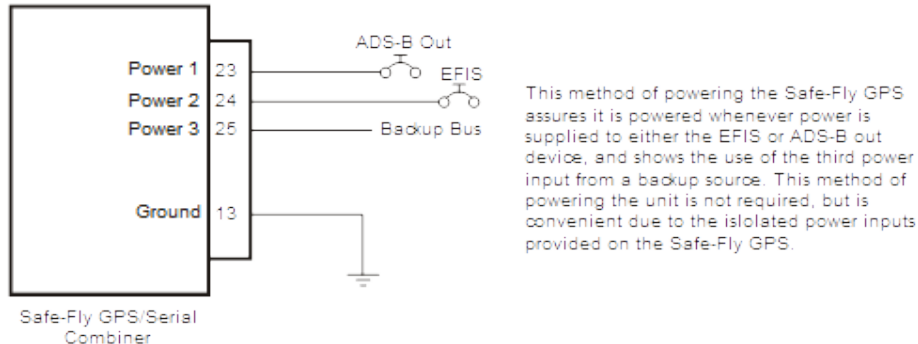 ADS-B Out
Power 1 23
EFIS
Power 2 24
Power 3 25 Backup Bus
Ground 13
Safe-Fly GPS/Serial
Combiner
This method of powering the Safe-Fly GPS
assures it is powered whenever power is
supplied to either the EFIS or ADS-B out
device, and shows the use of the third power
input from a backup source. This method of
powering the unit is not required, but is
convenient due to the islolated power inputs
provided on the Safe-Fly GPS.